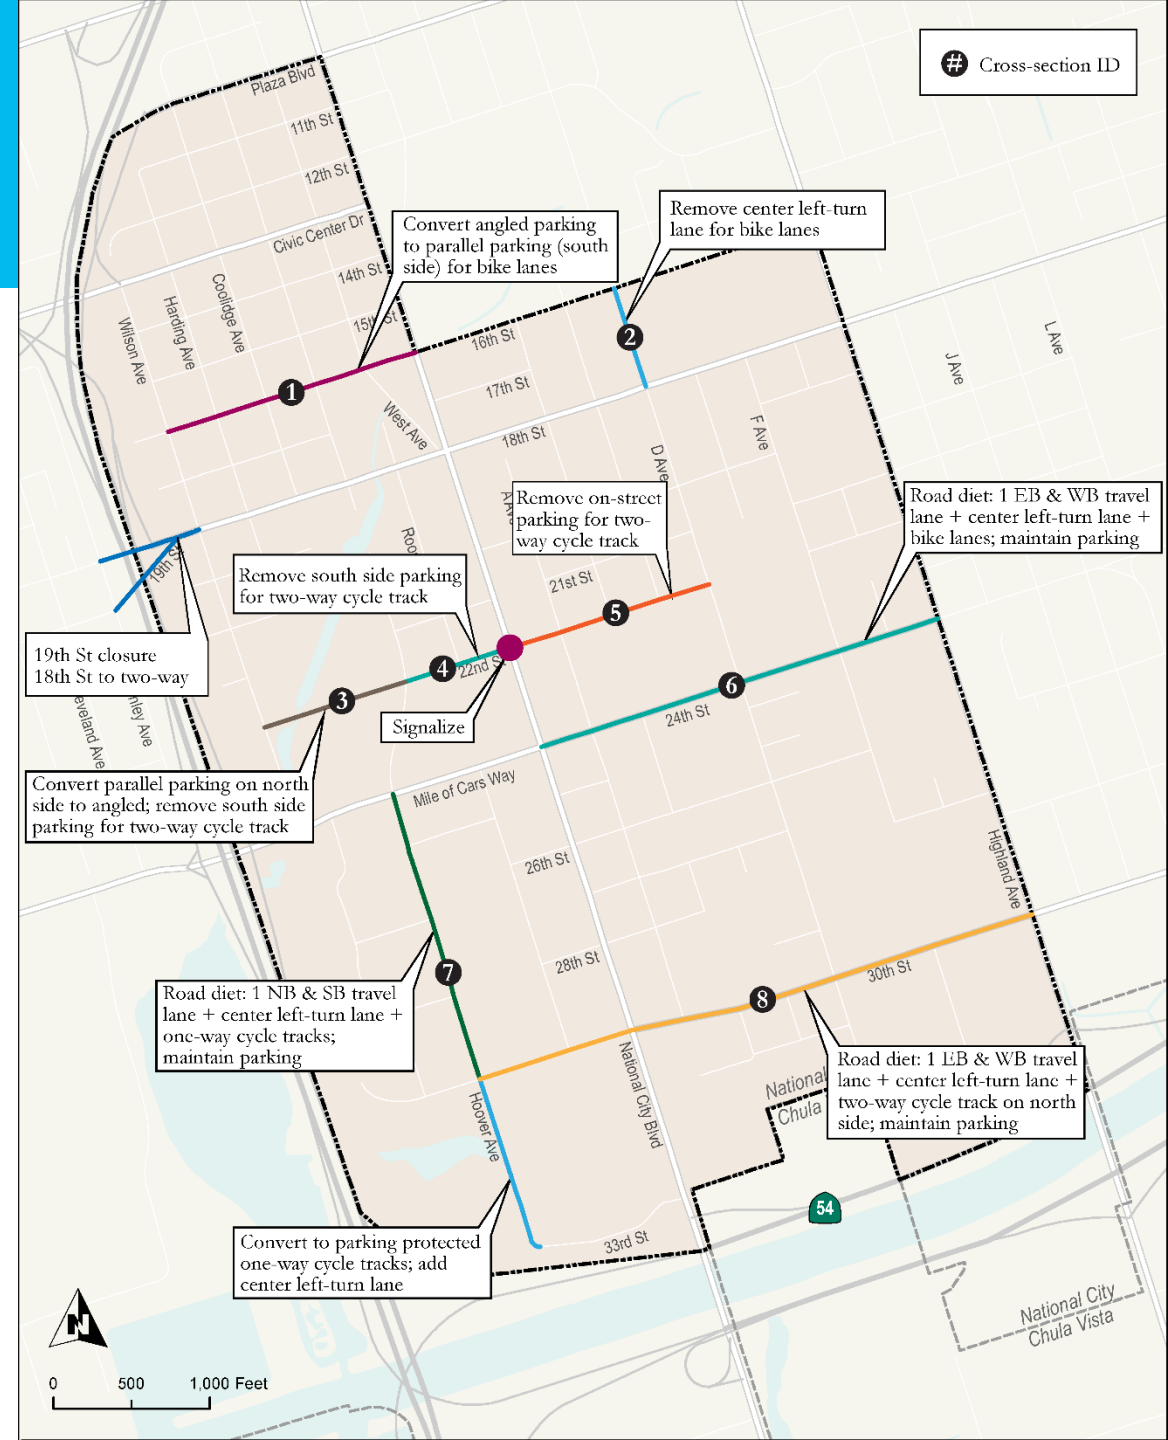 # Cross-section ID
Plaza Blvd
11th St
12th St
Civic Center Dr
14th St
15th St
Convert angled parking
to parallel parking (south
side) for bike lanes
Remove center left-turn
lane for bike lanes
Wilson Ave
Harding Ave
Coolidge Ave
16th St
17th St
18th St
West Ave
1
2
L Ave
J Ave
F Ave
D Ave
A Ave
Remove on-street
parking for two-
way cycle track
Road diet: 1 EB & WB travel
lane + center left-turn lane +
bike lanes; maintain parking
19th St
Remove south side parking
for two-way cycle track
21st St
5
19th St closure
18th St to two-way
4
22nd St
3
6
24th St
Signalize
Convert parallel parking on north
side to angled; remove south side
parking for two-way cycle track
Mile of Cars Way
26th St
Highland Ave
28th St
30th St
7
8
Road diet: 1 NB & SB travel
lane + center left-turn lane +
one-way cycle tracks;
maintain parking
Road diet: 1 EB & WB travel
lane + center left-turn lane +
two-way cycle track on north
side; maintain parking
National City Blvd
Hoover Ave
National
Chula
54
33rd St
Convert to parking protected
one-way cycle tracks; add
center left-turn lane
National City
Chula Vista
N
0 500 1,000 Feet